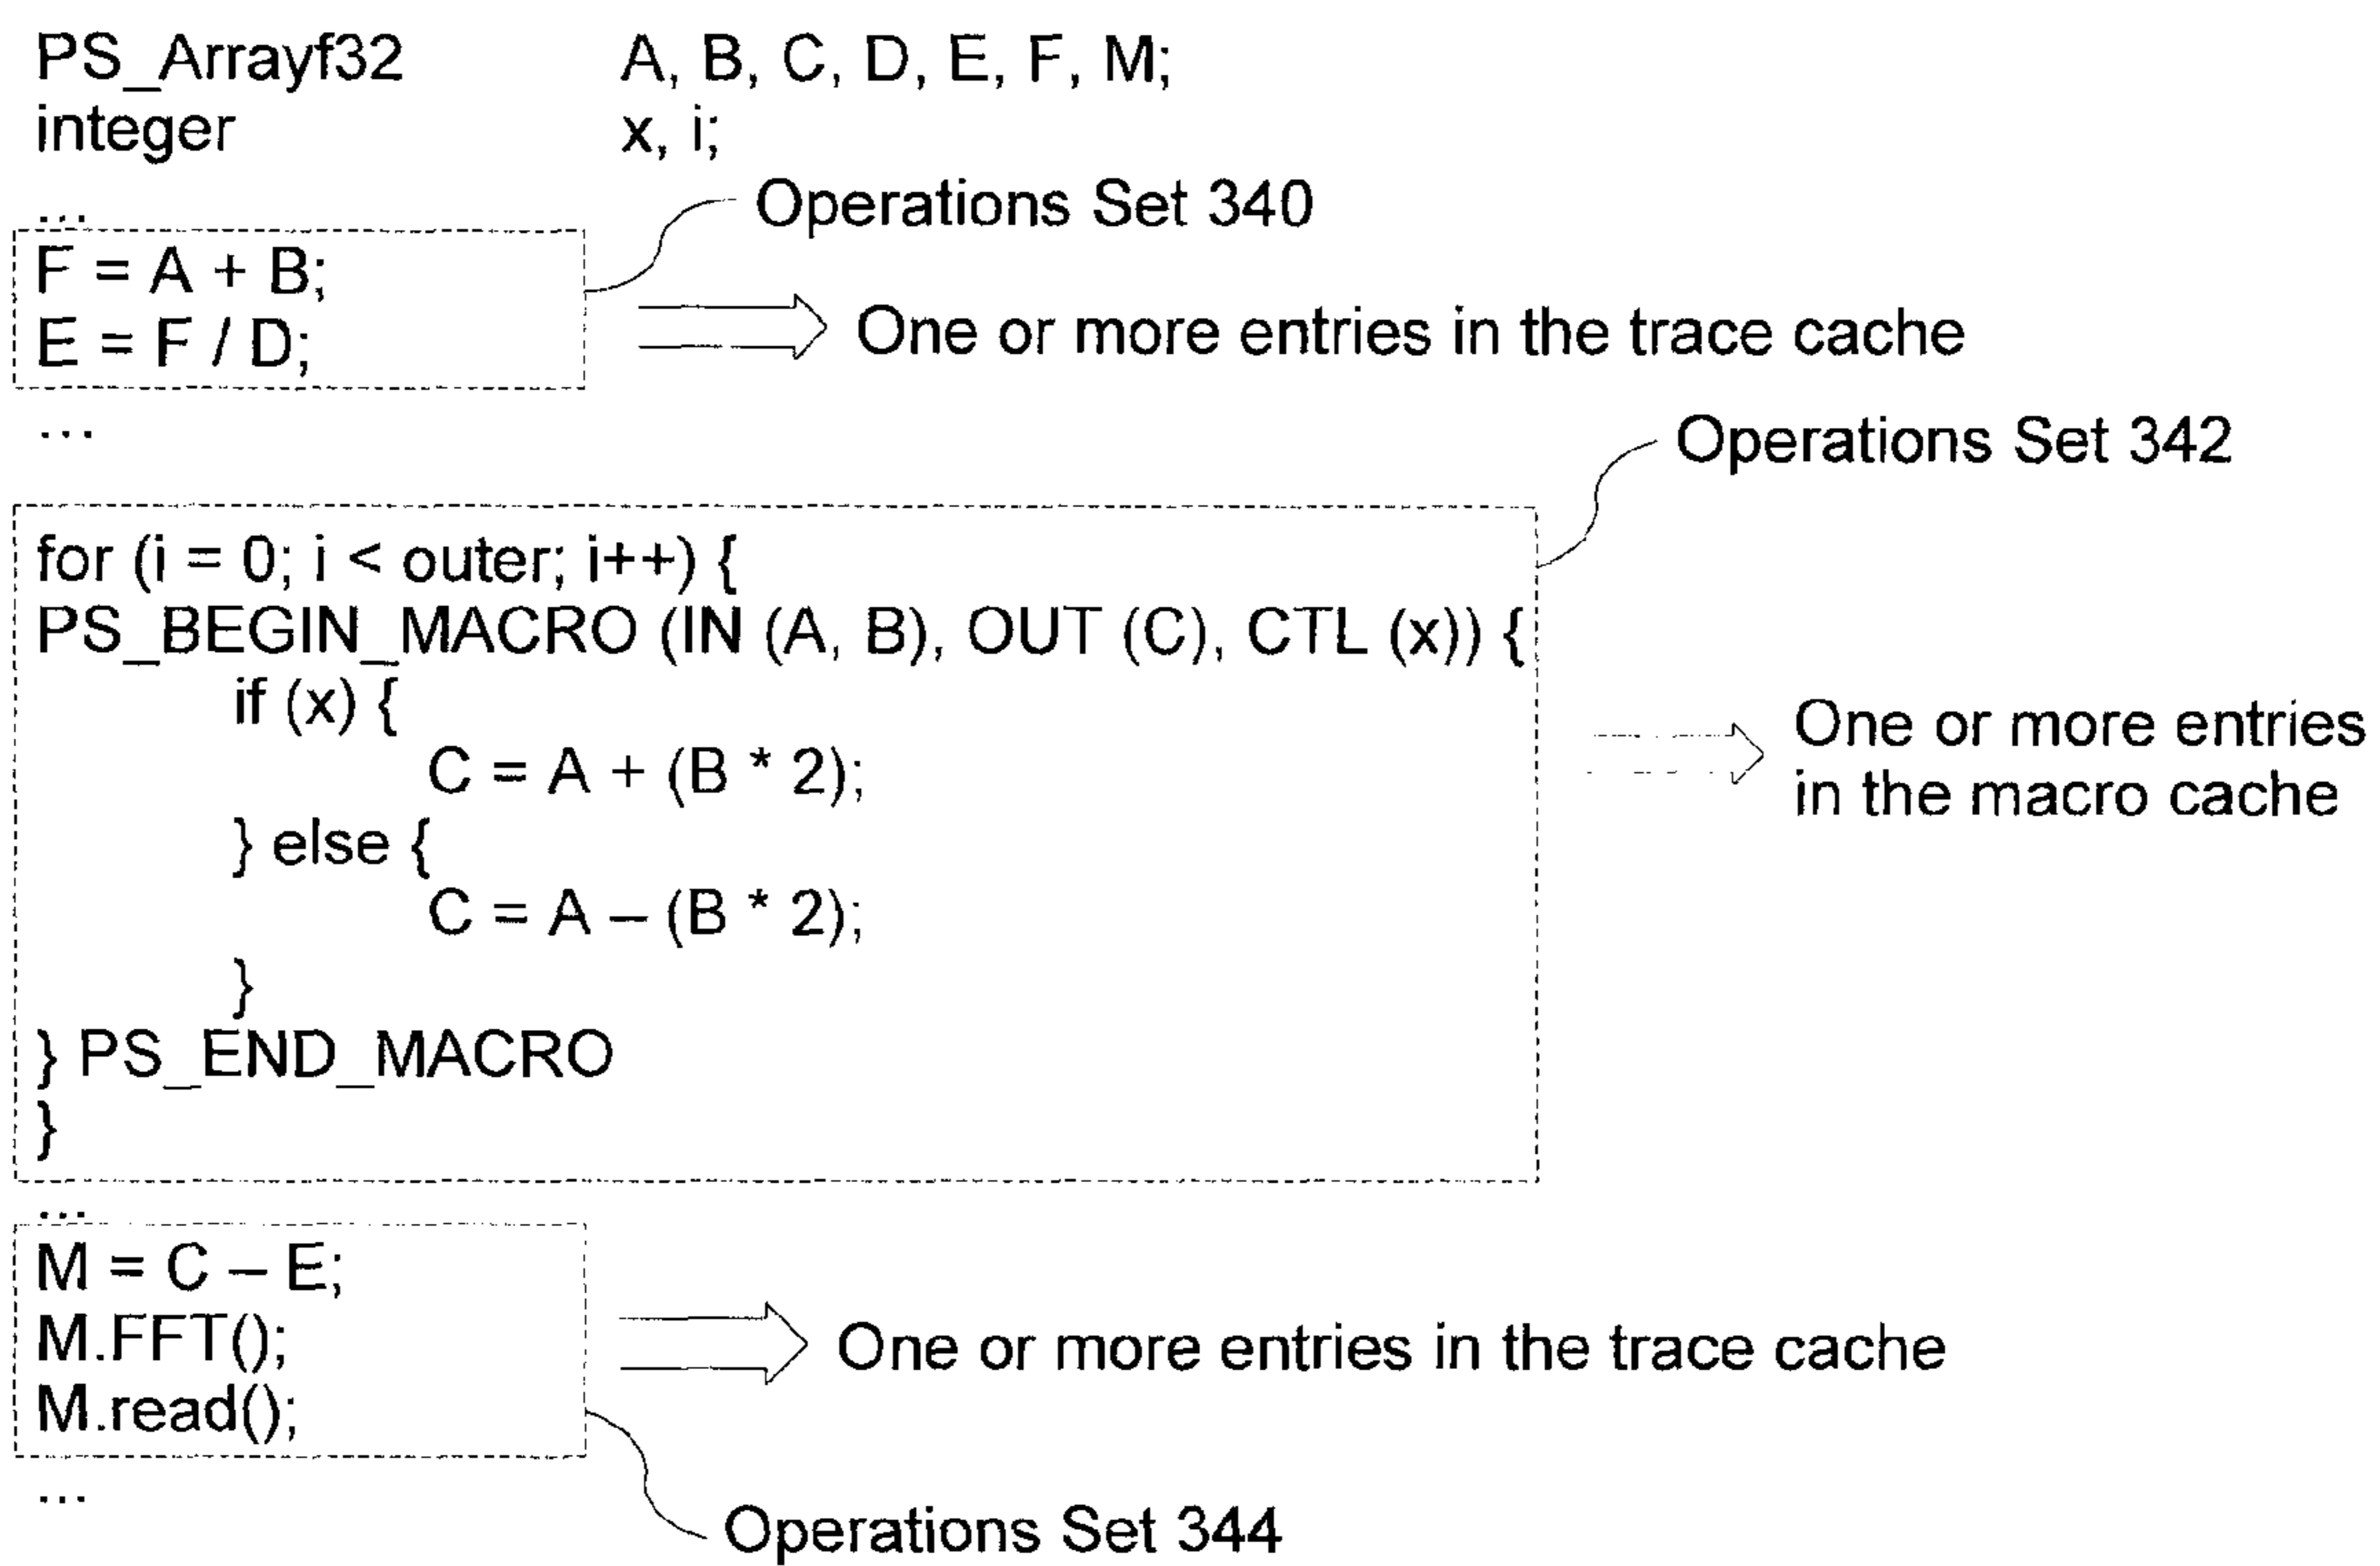 PS_Arrayf32 A, B, C, D, E, F, M;
integer x, i;
...
Operations Set 340
F = A + B;
E = F / D;
One or more entries in the trace cache
...
Operations Set 342
for (i = 0; i < outer; i++) {
PS_BEGIN_MACRO (IN (A, B), OUT (C), CTL (x)) {
if (x) {
C = A + (B * 2);
} else {
C = A – (B * 2);
}
} PS_END_MACRO
}
One or more entries
in the macro cache
...
M = C – E;
M.FFT();
M.read();
One or more entries in the trace cache
...
Operations Set 344